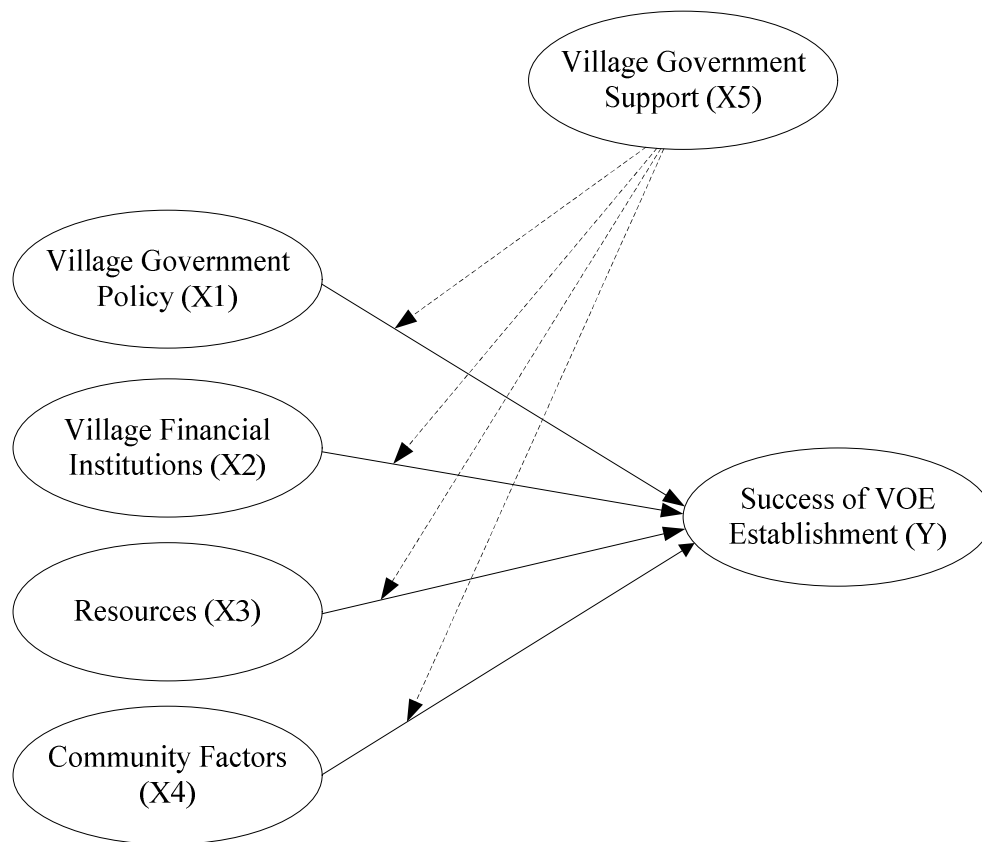 Village Government
Support (X5)
Village Government
Policy (X1)
Village Financial
Institutions (X2)
Resources (X3)
Community Factors
(X4)
Success of VOE
Establishment (Y)